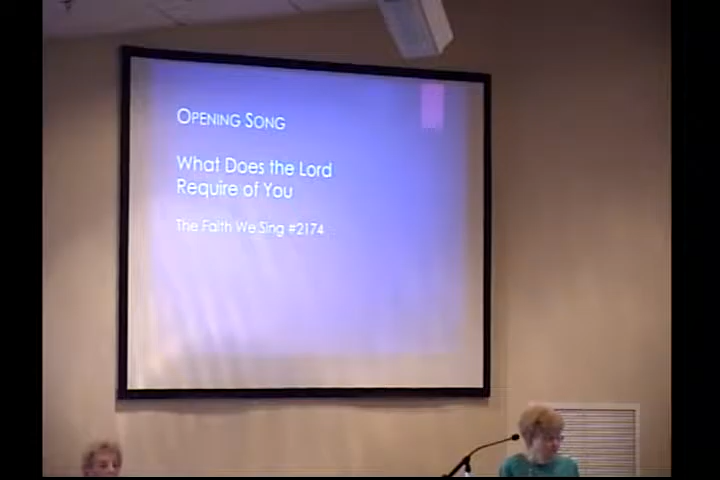 OPENING SONG
What Does the Lord
Require of You
The Faith We Sing #2174